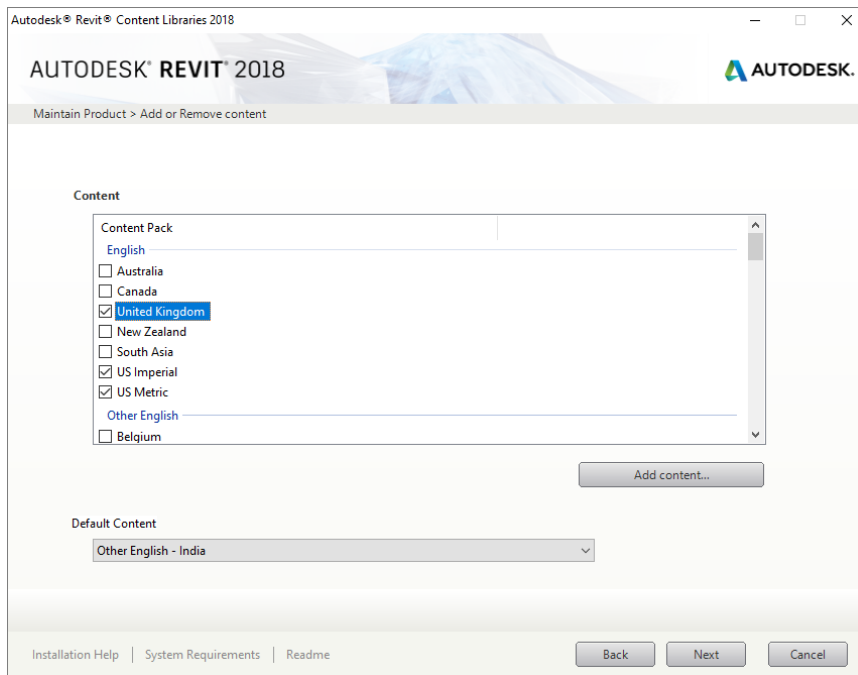 Autodesk® Revit® Content Libraries 2018
AUTODESK® REVIT® 2018
AUTODESK.
Maintain Product > Add or Remove content
Content
Content Pack
English
Australia
Canada
United Kingdom
New Zealand
South Asia
US Imperial
US Metric
Other English
Belgium
Add content...
Default Content
Other English - India
Installation Help | System Requirements | Readme
Back Next Cancel